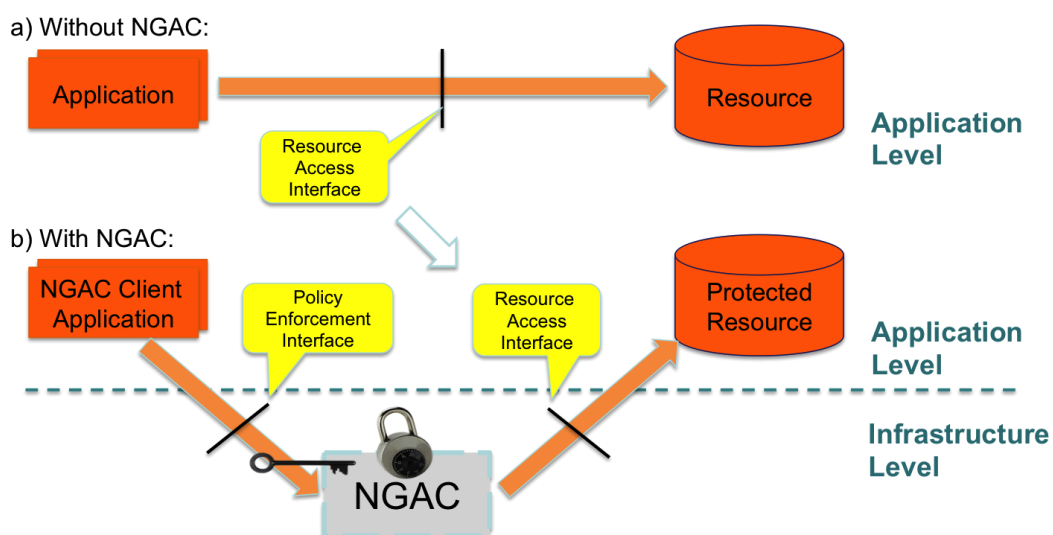 a) Without NGAC:
Application
Resource
Resource
Access
Interface
Application
Level
b) With NGAC:
NGAC Client
Application
Policy
Enforcement
Interface
Resource
Access
Interface
Protected
Resource
Application
Level
Infrastructure
Level
NGAC